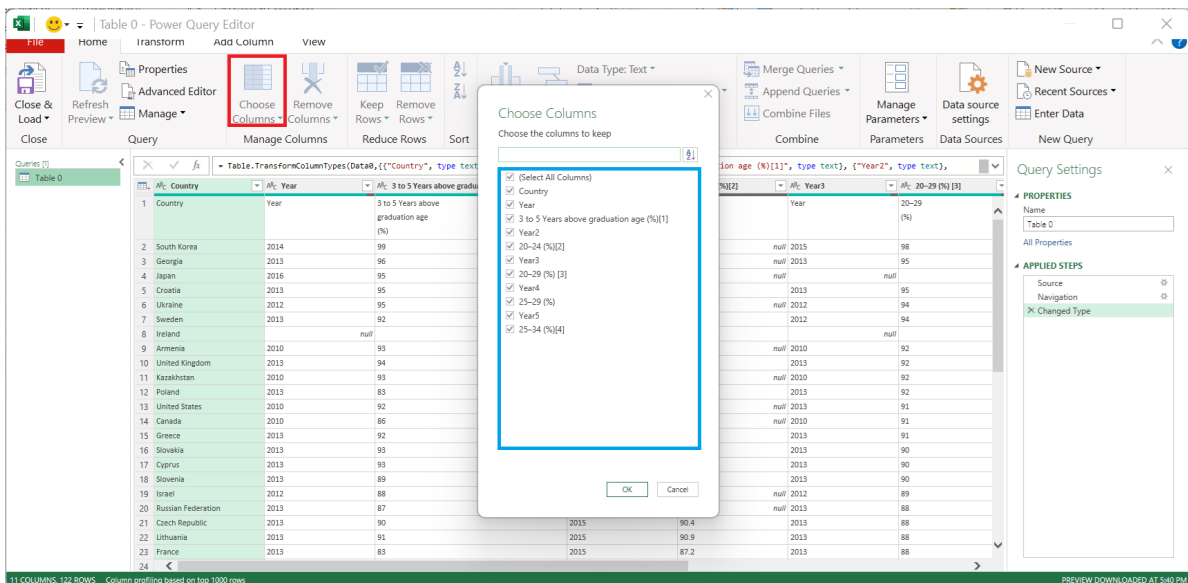 Table 0 - Power Query Editor
File Home Transform Add Column View
Close & Load
Close
Refresh Preview
Properties
Advanced Editor
Manage
Query
Choose Columns
Remove Columns
Manage Columns
Keep Rows
Remove Rows
Reduce Rows
Sort
Data Type: Text
Merge Queries
Append Queries
Combine Files
Combine
Manage Parameters
Parameters
Data source settings
Data Sources
New Source
Recent Sources
Enter Data
New Query
Queries [1]
Table 0
= Table.TransformColumnTypes(Data0,{{"Country", type text
ion age (%)[1]", type text}, {"Year2", type text},
Country Year 3 to 5 Years above gradu (%)[2] Year3 20–29 (%) [3]
1 Country Year 3 to 5 Years above Year 20–29
graduation age (%)
(%)
2 South Korea 2014 99 null 2015 98
3 Georgia 2013 96 null 2013 95
4 Japan 2016 95 null null
5 Croatia 2013 95 2013 95
6 Ukraine 2012 95 null 2012 94
7 Sweden 2013 92 2012 94
8 Ireland null null
9 Armenia 2010 93 null 2010 92
10 United Kingdom 2013 94 2013 92
11 Kazakhstan 2010 93 null 2010 92
12 Poland 2013 83 2013 92
13 United States 2010 92 null 2013 91
14 Canada 2010 86 null 2010 91
15 Greece 2013 92 2013 91
16 Slovakia 2013 93 2013 90
17 Cyprus 2013 93 2013 90
18 Slovenia 2013 89 2013 90
19 Israel 2012 88 null 2012 89
20 Russian Federation 2013 87 null 2013 88
21 Czech Republic 2013 90 2015 90.4 2013 88
22 Lithuania 2013 91 2015 90.9 2013 88
23 France 2013 83 2015 87.2 2013 88
24
Choose Columns
Choose the columns to keep
(Select All Columns)
Country
Year
3 to 5 Years above graduation age (%)[1]
Year2
20–24 (%)[2]
Year3
20–29 (%) [3]
Year4
25–29 (%)
Year5
25–34 (%)[4]
OK Cancel
Query Settings
PROPERTIES
Name
Table 0
All Properties
APPLIED STEPS
Source
Navigation
Changed Type
11 COLUMNS, 122 ROWS Column profiling based on top 1000 rows
PREVIEW DOWNLOADED AT 5:40 PM